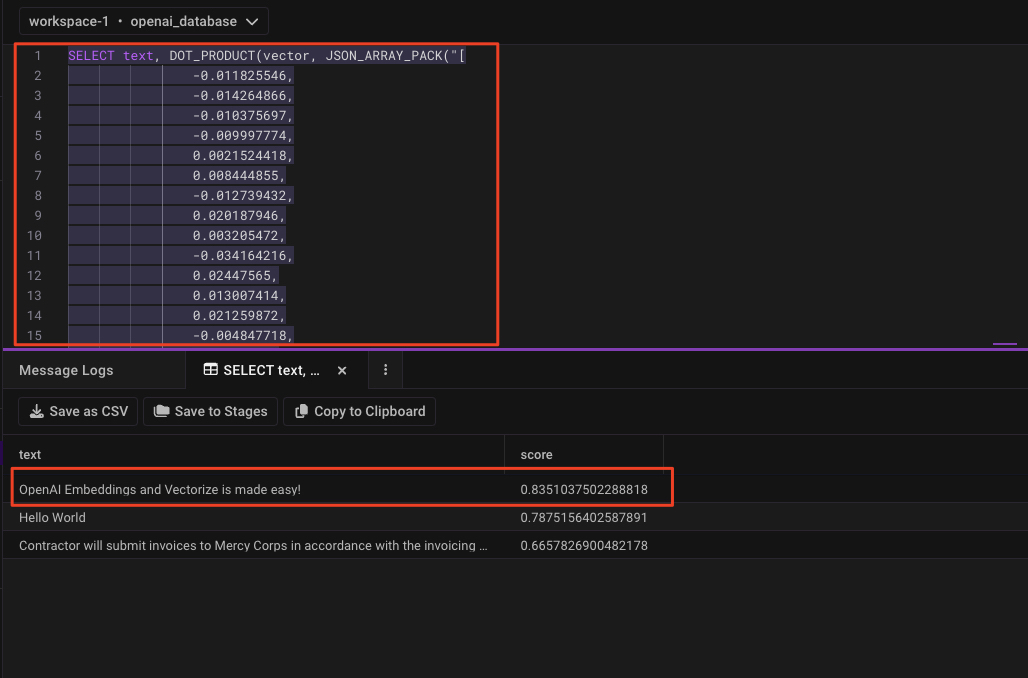 workspace-1 • openai_database
1 SELECT text, DOT_PRODUCT(vector, JSON_ARRAY_PACK("[
2 -0.011825546,
3 -0.014264866,
4 -0.010375697,
5 -0.009997774,
6 0.0021524418,
7 0.008444855,
8 -0.012739432,
9 0.020187946,
10 0.003205472,
11 -0.034164216,
12 0.02447565,
13 0.013007414,
14 0.021259872,
15 -0.004847718,
Message Logs SELECT text, ...
Save as CSV Save to Stages Copy to Clipboard
text score
OpenAI Embeddings and Vectorize is made easy! 0.8351037502288818
Hello World 0.7875156402587891
Contractor will submit invoices to Mercy Corps in accordance with the invoicing ... 0.6657826900482178